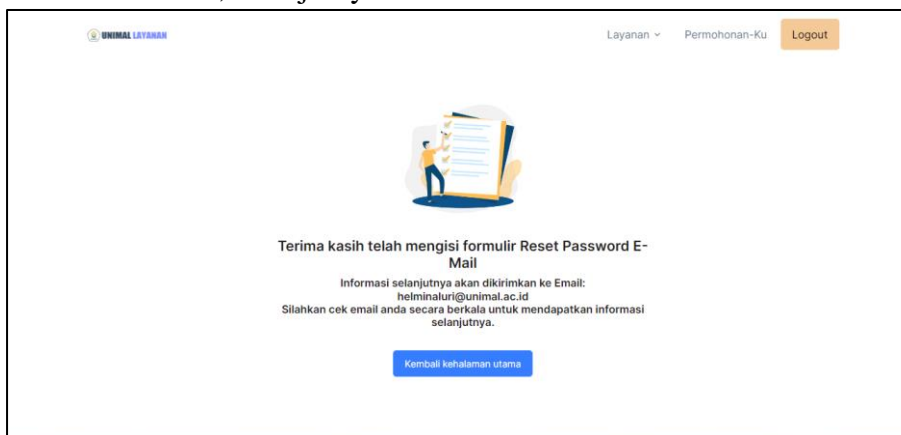 UNIMAL LAYANAN
Layanan
Permohonan-Ku
Logout
Terima kasih telah mengisi formulir Reset Password E-
Mail
Informasi selanjutnya akan dikirimkan ke Email:
helminaluri@unimal.ac.id
Silahkan cek email anda secara berkala untuk mendapatkan informasi
selanjutnya.
Kembali kehalaman utama